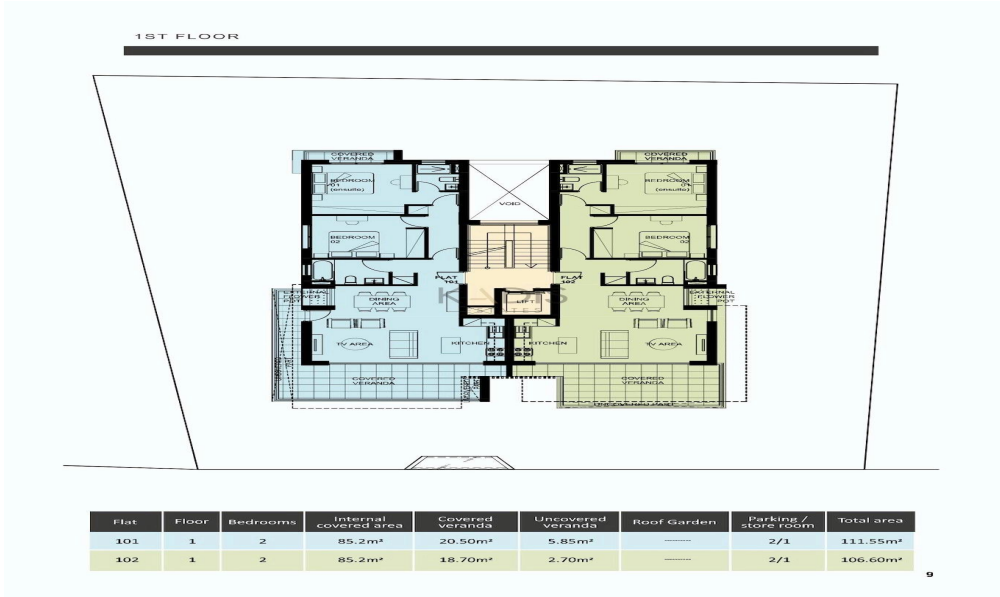 1ST FLOOR
COVERED
VERANDA
COVERED
VERANDA
BEDROOM
01
(ensuite)
BEDROOM
01
(ensuite)
VOID
BEDROOM
02
BEDROOM
02
FLAT
101
FLAT
102
EXTERNAL
FLOWER
POT
DINING
AREA
LIFT
DINING
AREA
EXTERNAL
FLOWER
POT
TV AREA
KITCHEN
KITCHEN
TV AREA
COVERED
VERANDA
COVERED
VERANDA
Flat Floor Bedrooms Internal covered area Covered veranda Uncovered veranda Roof Garden Parking / store room Total area
101 1 2 85.2m² 20.50m² 5.85m² ——— 2/1 111.55m²
102 1 2 85.2m² 18.70m² 2.70m² ——— 2/1 106.60m²
9